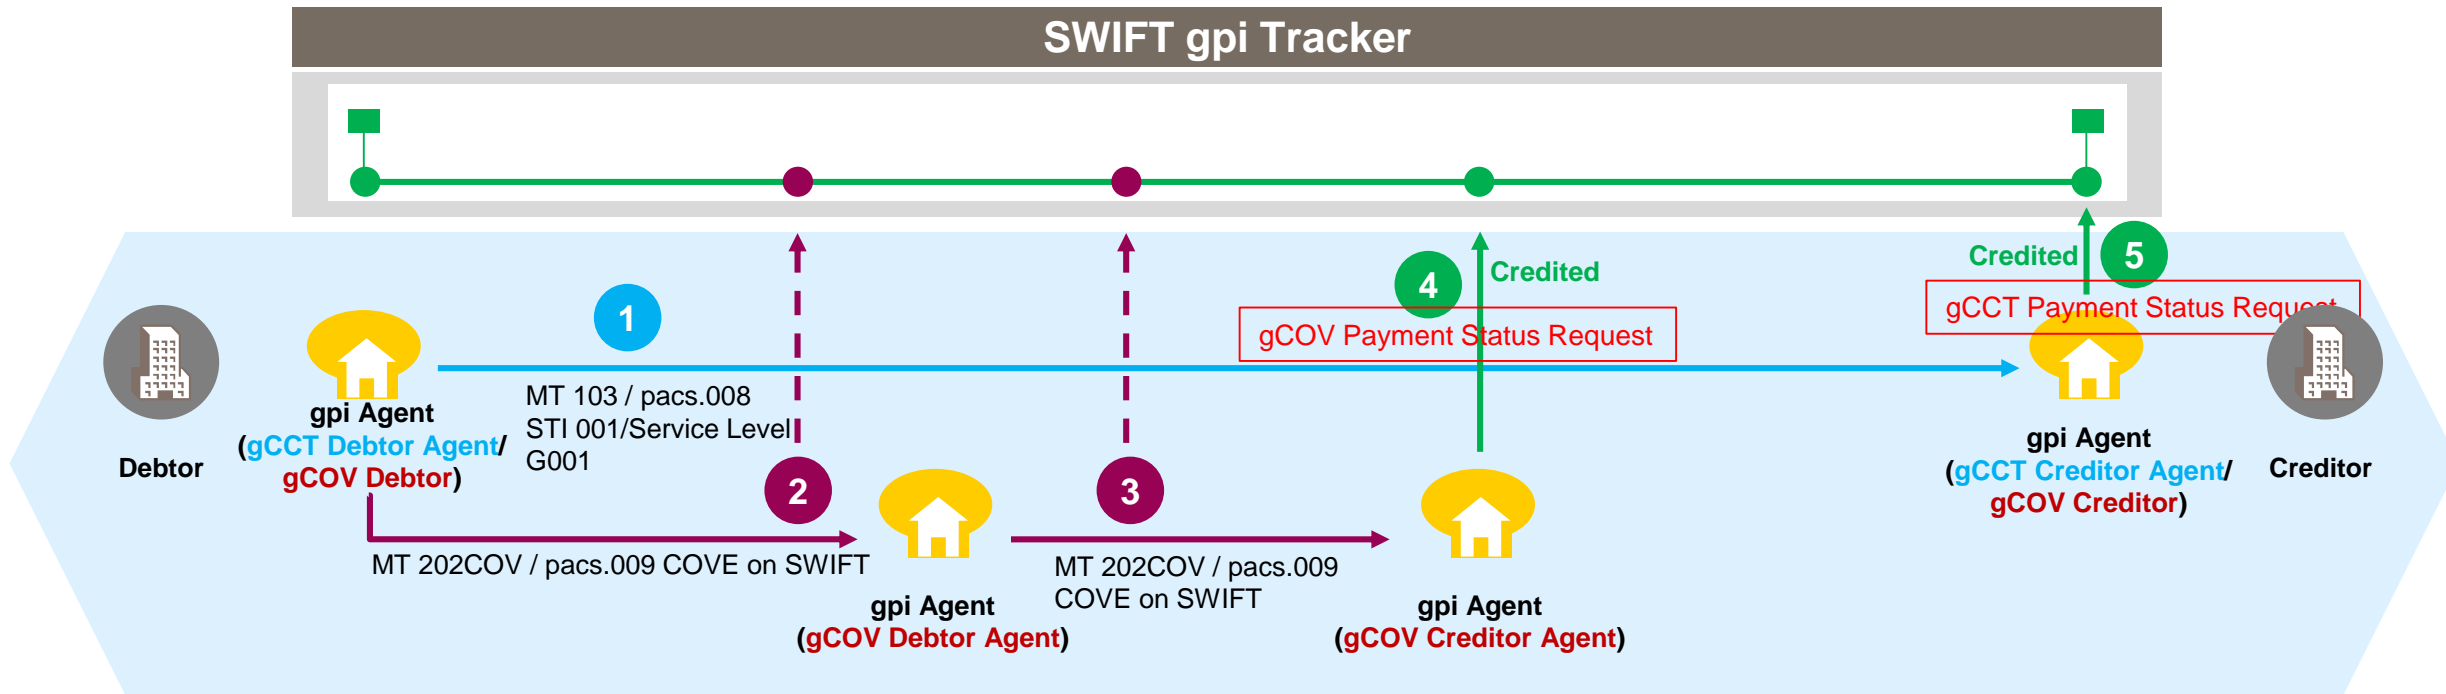 SWIFT gpi Tracker
1
4
Credited
Credited
5
gCOV Payment Status Request
gCCT Payment Status Request
MT 103 / pacs.008
STI 001/Service Level
G001
Debtor
gpi Agent
(gCCT Debtor Agent/
gCOV Debtor)
2
3
gpi Agent
(gCCT Creditor Agent/
gCOV Creditor)
Creditor
MT 202COV / pacs.009 COVE on SWIFT
MT 202COV / pacs.009
COVE on SWIFT
gpi Agent
(gCOV Debtor Agent)
gpi Agent
(gCOV Creditor Agent)